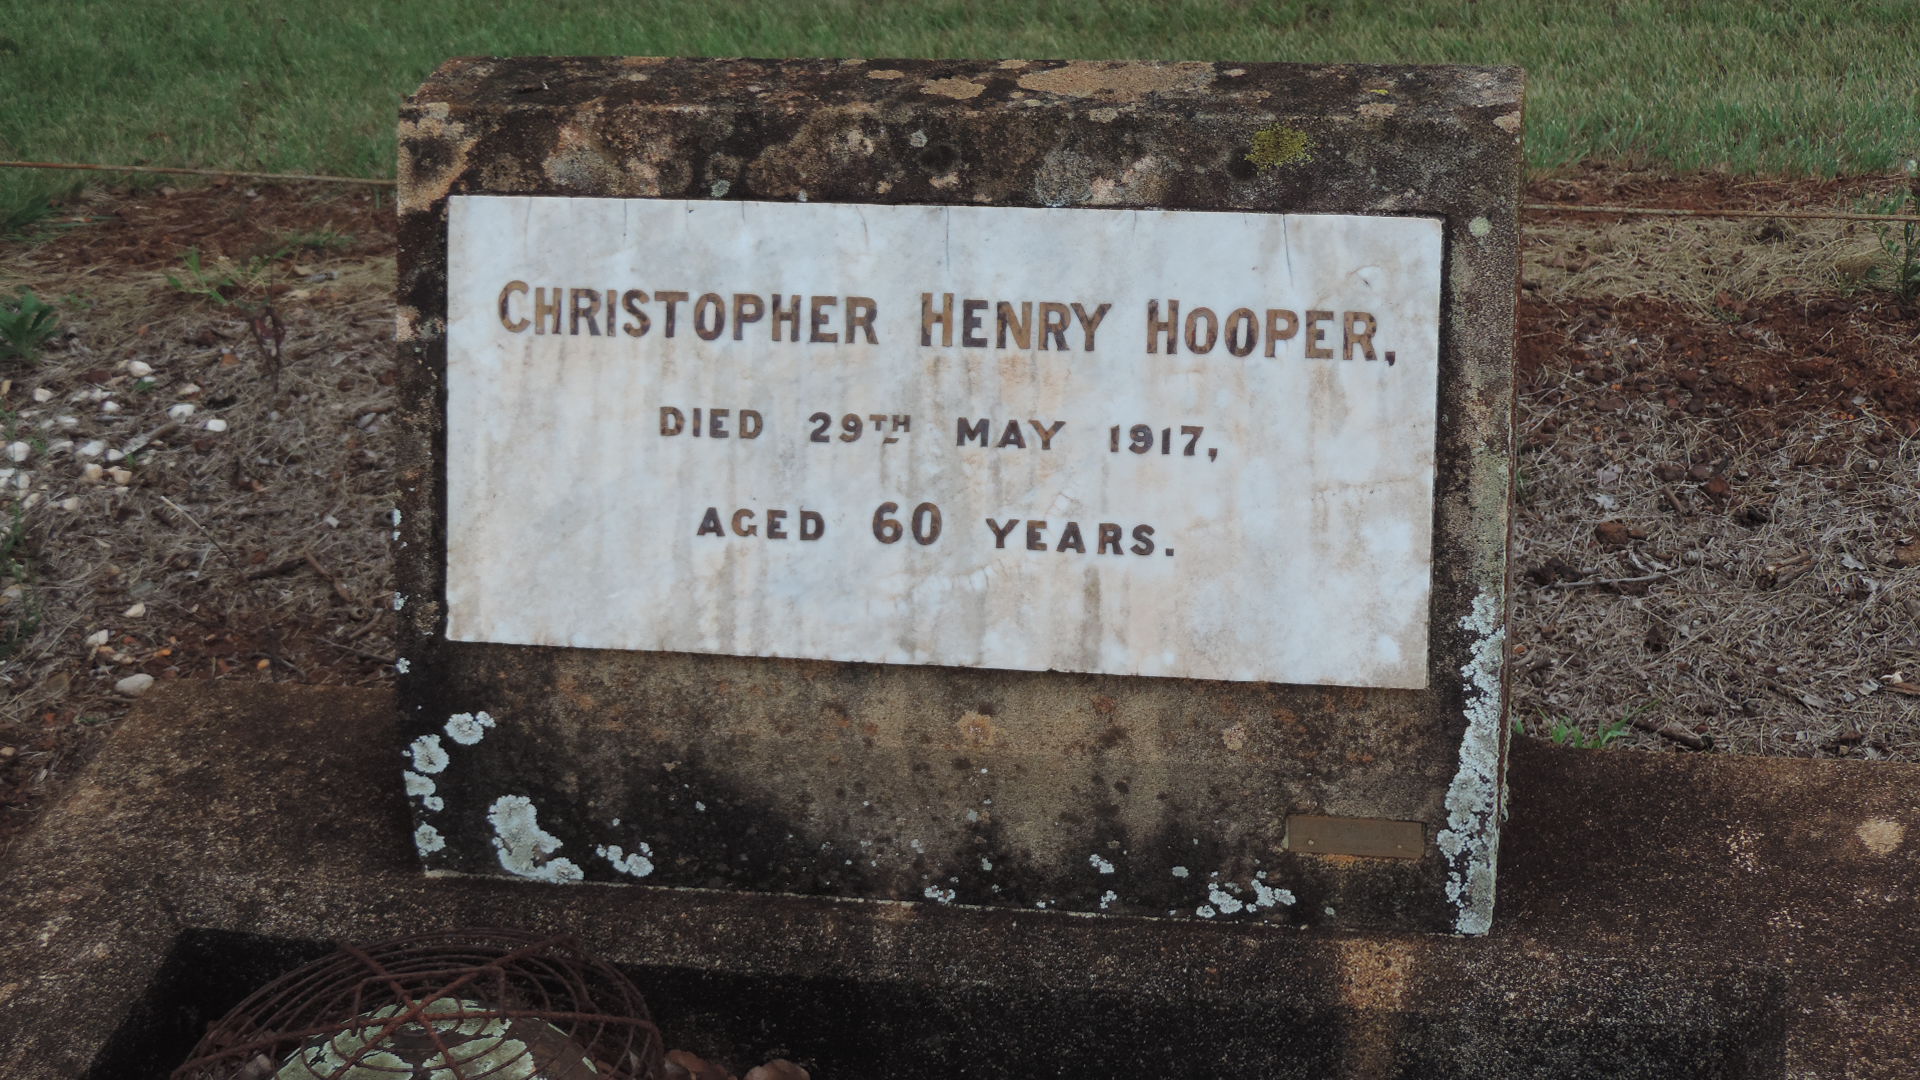 CHRISTOPHER HENRY HOOPER,
DIED 29TH MAY 1917,
AGED 60 YEARS.